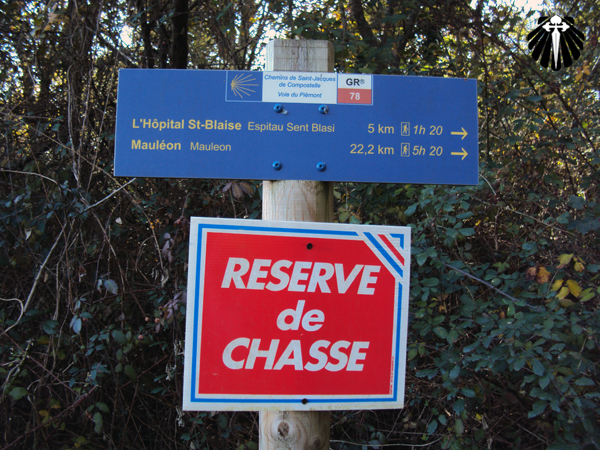 Chemins de Saint-Jacques
de Compostelle
Voie du Piémont
GR®
78
L'Hôpital St-Blaise Espitau Sent Blasi 5 km 1h 20
Mauléon Mauleon 22,2 km 5h 20
RESERVE
de
CHASSE